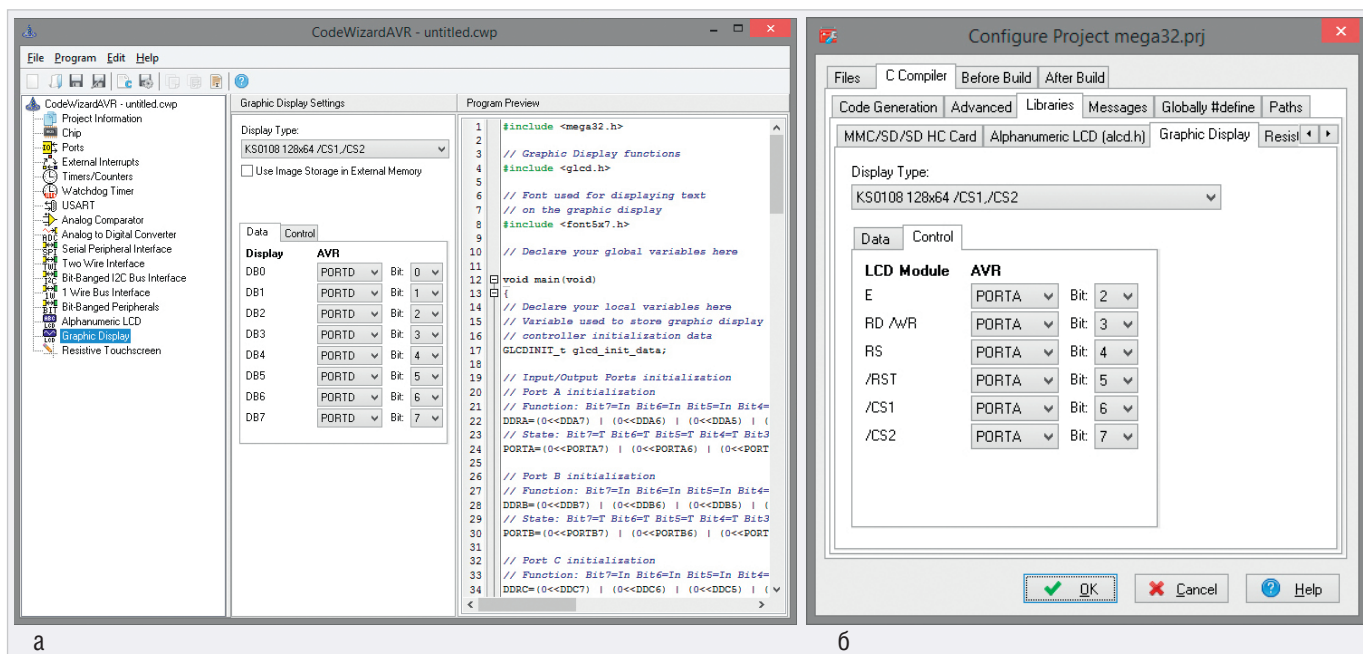 CodeWizardAVR - untitled.cwp
File Program Edit Help
CodeWizardAVR - untitled.cwp
Project Information
Chip
Ports
External Interrupts
Timers/Counters
Watchdog Timer
USART
Analog Comparator
Analog to Digital Converter
Serial Peripheral Interface
Two Wire Interface
Bit-Banged I2C Bus Interface
1 Wire Bus Interface
Bit-Banged Peripherals
Alphanumeric LCD
Graphic Display
Resistive Touchscreen
Graphic Display Settings
Display Type:
KS0108 128x64 /CS1,/CS2
Use Image Storage in External Memory
Data Control
Display AVR
DB0 PORTD Bit: 0
DB1 PORTD Bit: 1
DB2 PORTD Bit: 2
DB3 PORTD Bit: 3
DB4 PORTD Bit: 4
DB5 PORTD Bit: 5
DB6 PORTD Bit: 6
DB7 PORTD Bit: 7
Program Preview
1 #include <mega32.h>
2
3 // Graphic Display functions
4 #include <glcd.h>
5
6 // Font used for displaying text
7 // on the graphic display
8 #include <font5x7.h>
9
10 // Declare your global variables here
11
12 void main(void)
13 {
14 // Declare your local variables here
15 // Variable used to store graphic display
16 // controller initialization data
17 GLCDINIT_t glcd_init_data;
18
19 // Input/Output Ports initialization
20 // Port A initialization
21 // Function: Bit7=In Bit6=In Bit5=In Bit4=
22 DDRA=(0<<DDA7) | (0<<DDA6) | (0<<DDA5) | (
23 // State: Bit7=T Bit6=T Bit5=T Bit4=T Bit3
24 PORTA=(0<<PORTA7) | (0<<PORTA6) | (0<<PORT
25
26 // Port B initialization
27 // Function: Bit7=In Bit6=In Bit5=In Bit4=
28 DDRB=(0<<DDB7) | (0<<DDB6) | (0<<DDB5) | (
29 // State: Bit7=T Bit6=T Bit5=T Bit4=T Bit3
30 PORTB=(0<<PORTB7) | (0<<PORTB6) | (0<<PORT
31
32 // Port C initialization
33 // Function: Bit7=In Bit6=In Bit5=In Bit4=
34 DDRC=(0<<DDC7) | (0<<DDC6) | (0<<DDC5) | (
а
Configure Project mega32.prj
Files C Compiler Before Build After Build
Code Generation Advanced Libraries Messages Globally #define Paths
MMC/SD/SD HC Card Alphanumeric LCD (alcd.h) Graphic Display Resist
Display Type:
KS0108 128x64 /CS1,/CS2
Data Control
LCD Module AVR
E PORTA Bit: 2
RD /WR PORTA Bit: 3
RS PORTA Bit: 4
/RST PORTA Bit: 5
/CS1 PORTA Bit: 6
/CS2 PORTA Bit: 7
OK Cancel Help
б